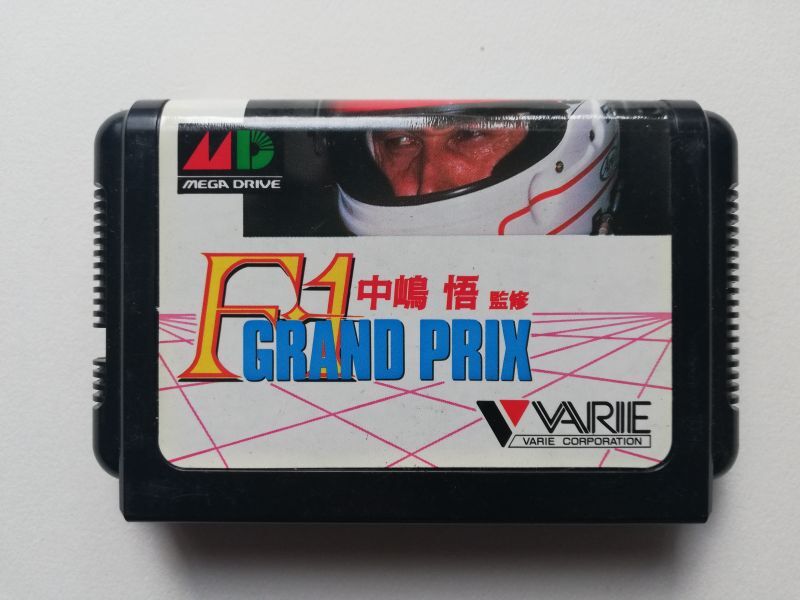 MD
MEGA DRIVE
F1 中嶋 悟 監修
GRAND PRIX
VARIE
VARIE CORPORATION